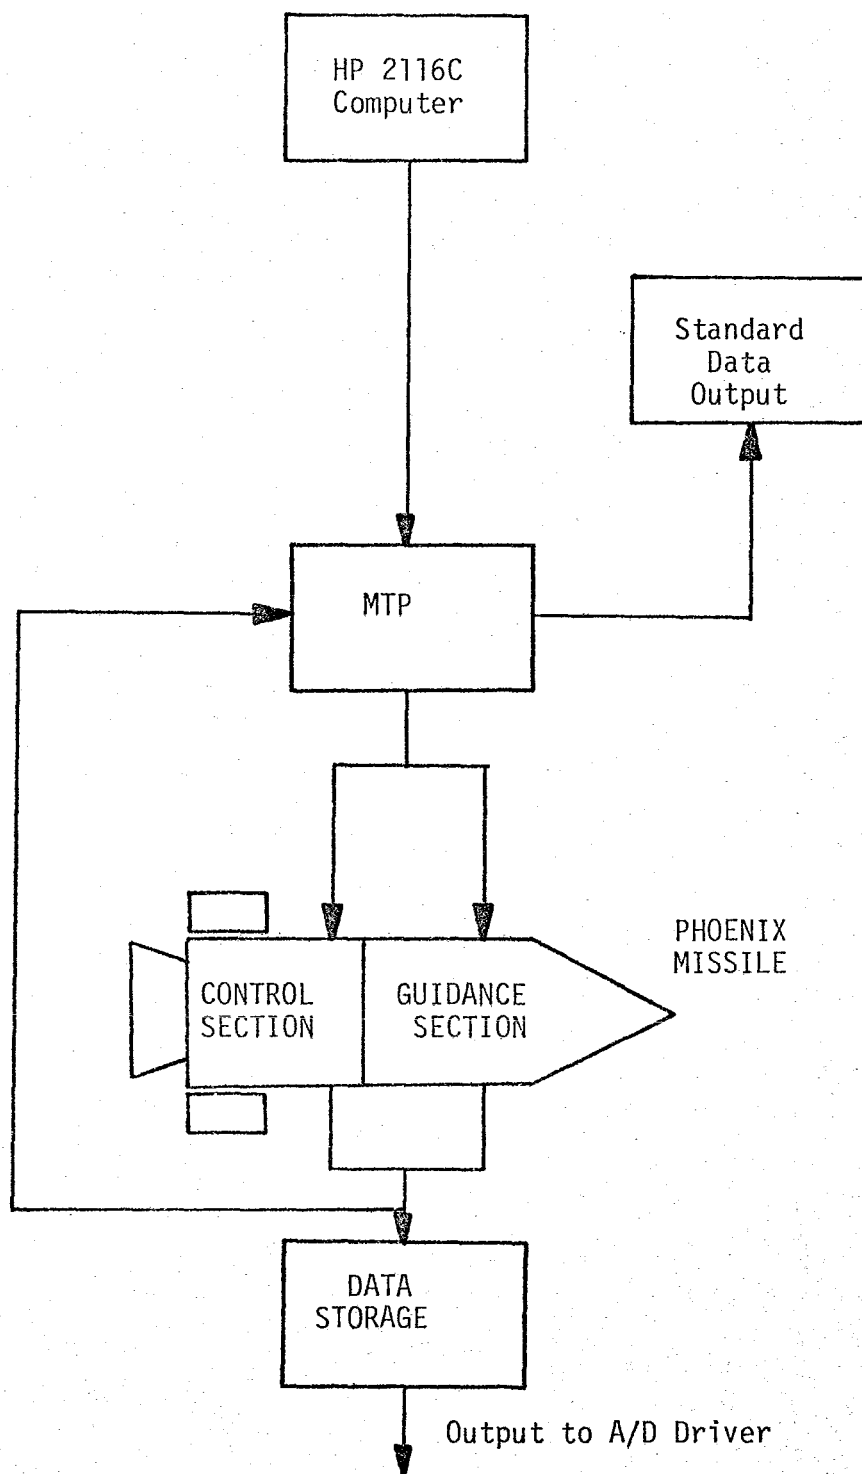 HP 2116C
Computer
Standard
Data
Output
MTP
PHOENIX
MISSILE
CONTROL
SECTION
GUIDANCE
SECTION
DATA
STORAGE
Output to A/D Driver